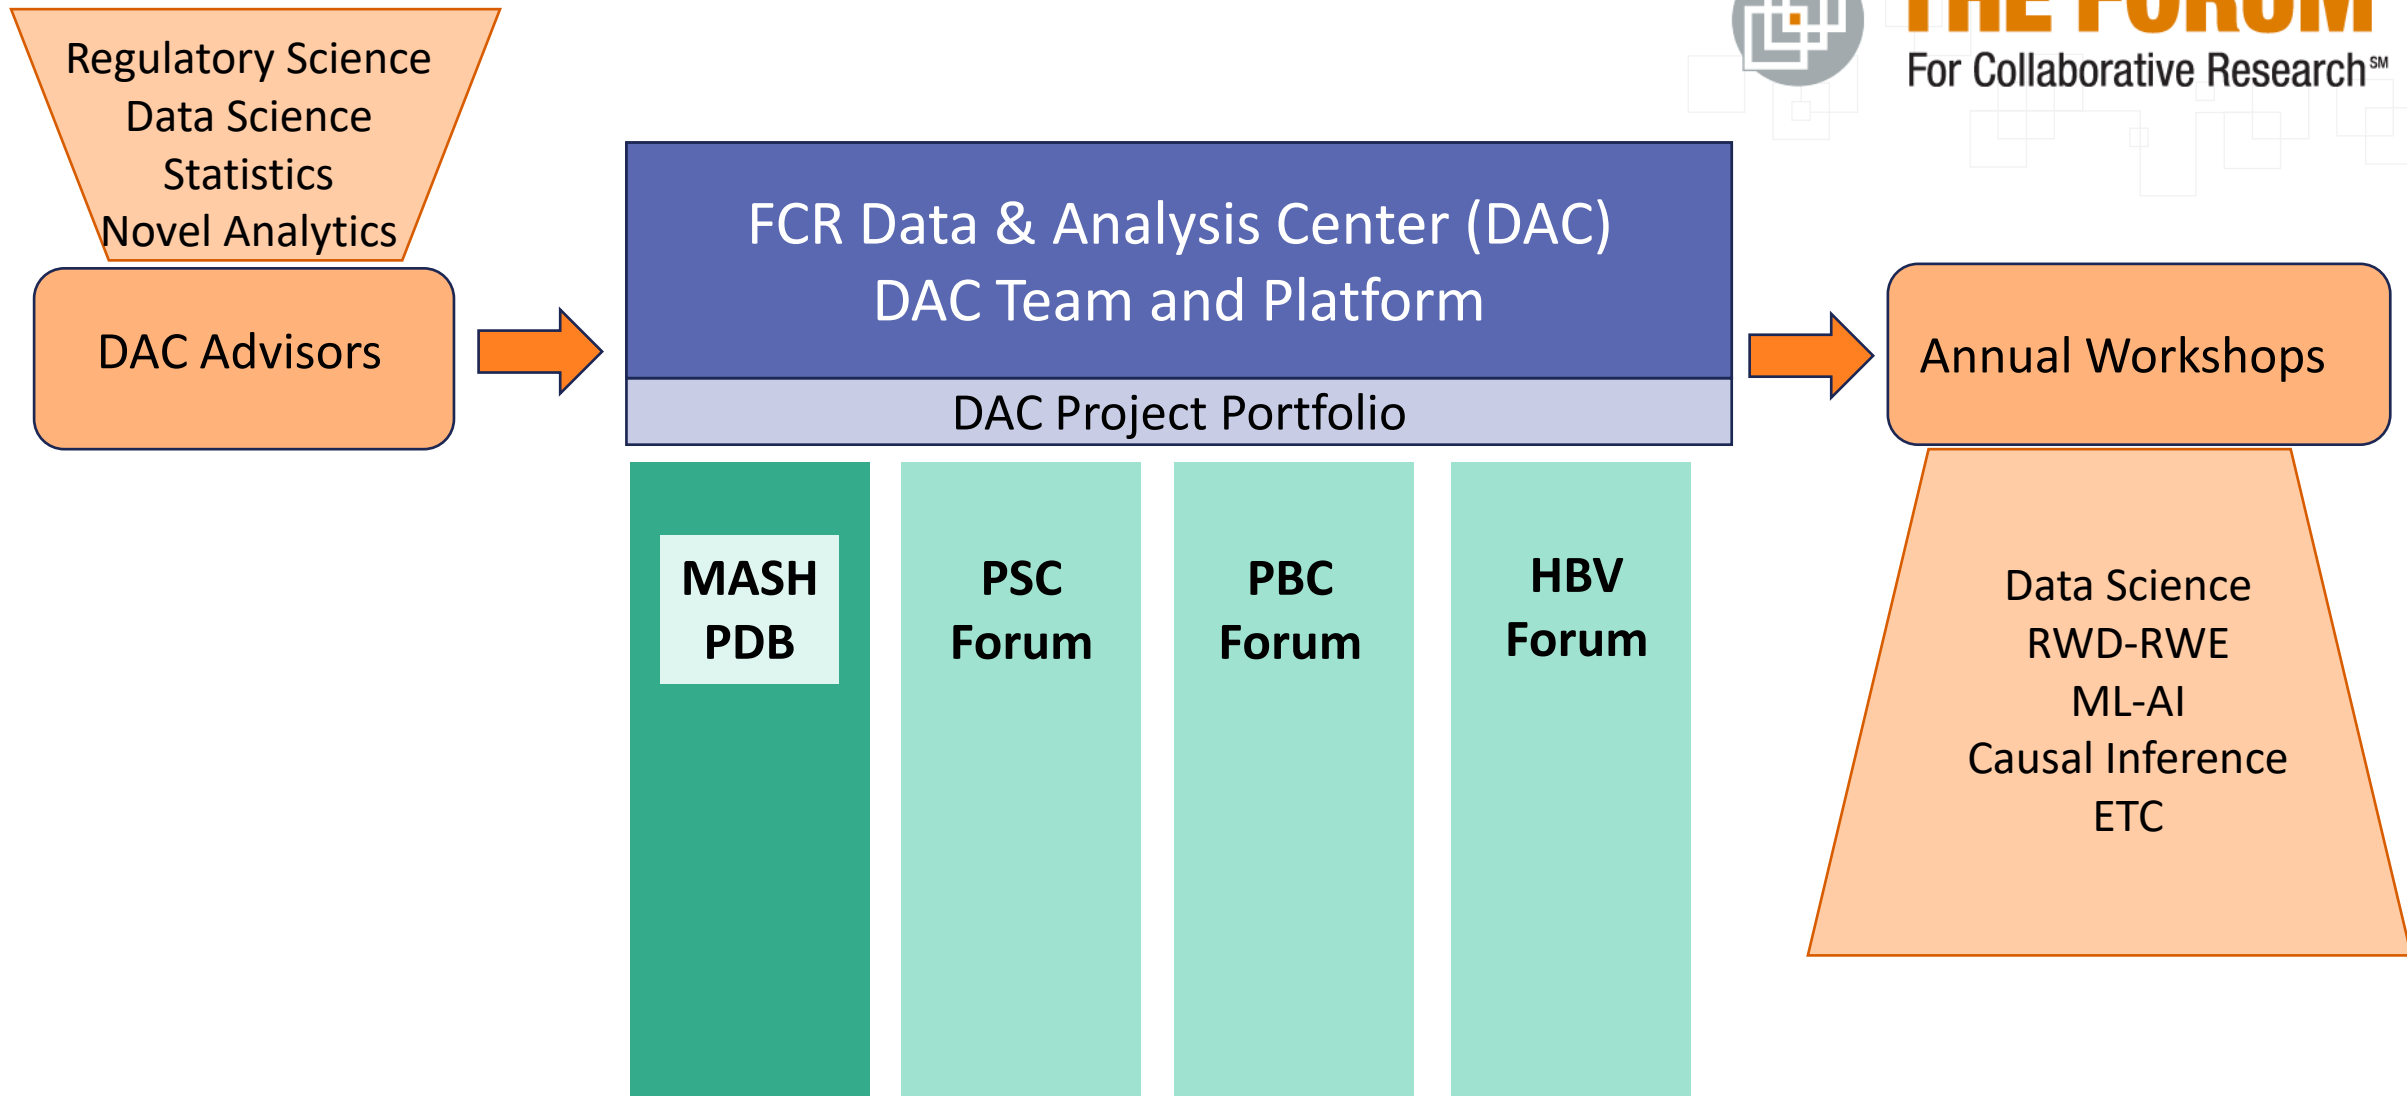 THE FORUM
For Collaborative Research℠
Regulatory Science
Data Science
Statistics
Novel Analytics
DAC Advisors
FCR Data & Analysis Center (DAC)
DAC Team and Platform
DAC Project Portfolio
MASH
PDB
PSC
Forum
PBC
Forum
HBV
Forum
Annual Workshops
Data Science
RWD-RWE
ML-AI
Causal Inference
ETC